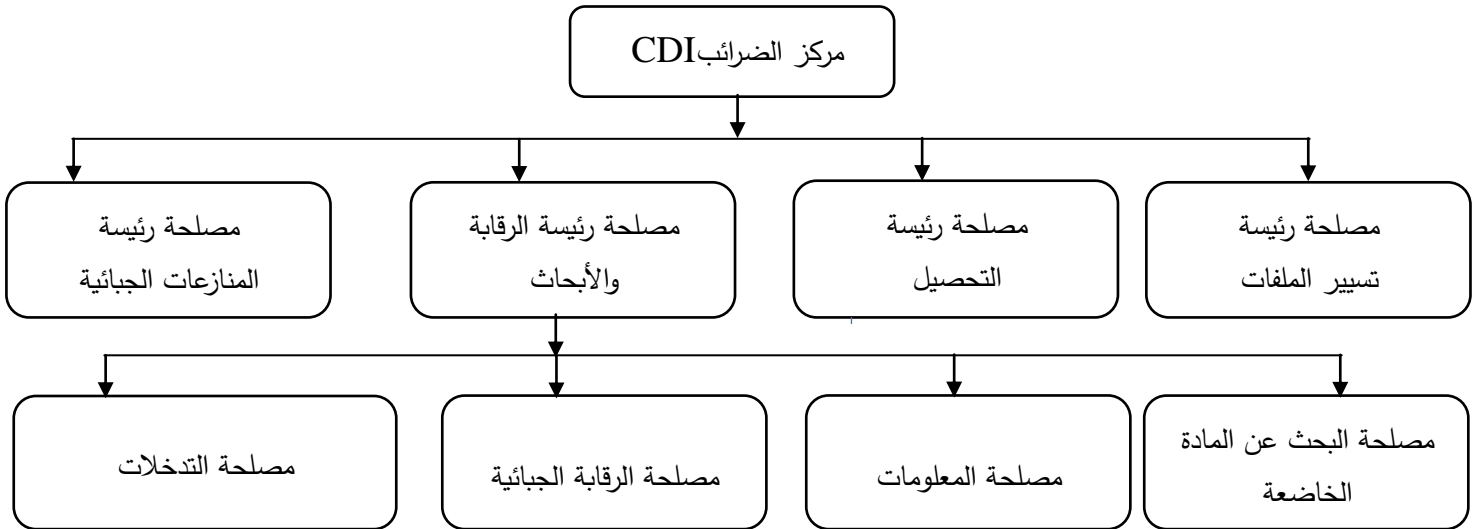 مركز الضرائبCDI
مصلحة رئيسة
تسيير الملفات
مصلحة رئيسة
التحصيل
مصلحة رئيسة الرقابة
والأبحاث
مصلحة رئيسة
المنازعات الجبائية
مصلحة البحث عن المادة
الخاضعة
مصلحة المعلومات
مصلحة الرقابة الجبائية
مصلحة التدخلات